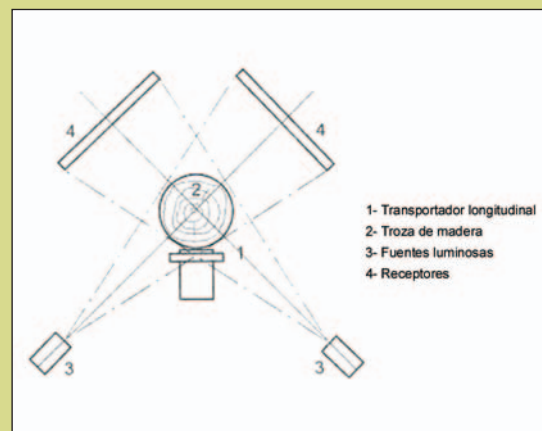 4
4
2
1
1- Transportador longitudinal
2- Troza de madera
3- Fuentes luminosas
4- Receptores
3
3